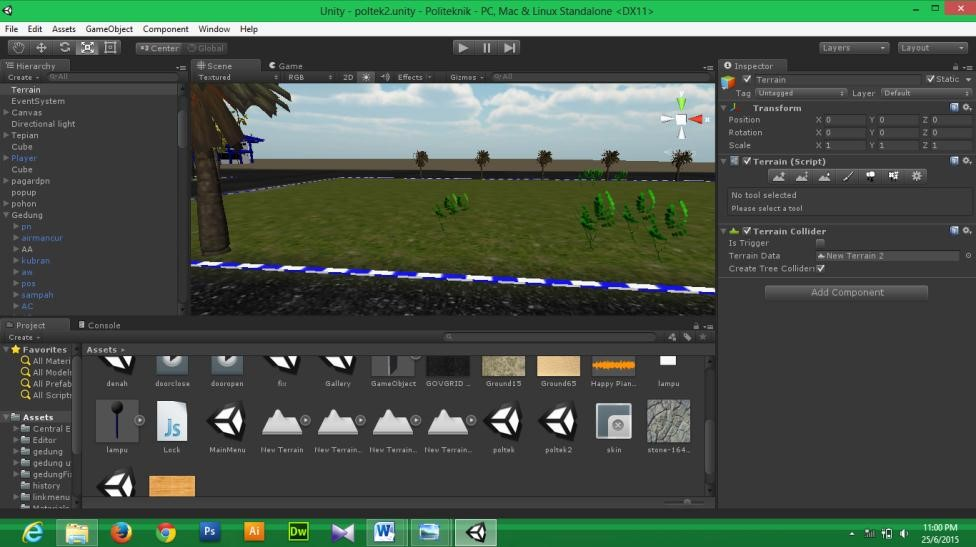 Unity - poltek2.unity - Politeknik - PC, Mac & Linux Standalone <DX11>
File Edit Assets GameObject Component Window Help
Center Global Layers Layout
Hierarchy
Create All
Terrain
EventSystem
Canvas
Directional light
Tepian
Cube
Player
Cube
pagardpn
popup
pohon
Gedung
pn
airmancur
AA
kubran
aw
pos
sampah
AC
Scene Game
Textured RGB 2D Effects Gizmos All
x
Inspector
Terrain Static
Tag Untagged Layer Default
Transform
Position X 0 Y 0 Z 0
Rotation X 0 Y 0 Z 0
Scale X 1 Y 1 Z 1
Terrain (Script)
No tool selected
Please select a tool
Terrain Collider
Is Trigger
Terrain Data New Terrain 2
Create Tree Colliders
Add Component
Project Console
Create
Favorites
All Materi
All Models
All Prefab
All Scripts
Assets
Central E
Editor
gedung
gedung u
gedungFix
history
linkmenu
Materials
Assets
denah doorclose dooropen fix Gallery GameObject GOVGRID ... Ground15 Ground65 Happy Pian... lampu
lampu Lock MainMenu New Terrain New Terrain... New Terrain... New Terrain... poltek poltek2 skin stone-164...
Js
Ps Ai Dw W
11:00 PM
25/6/2015